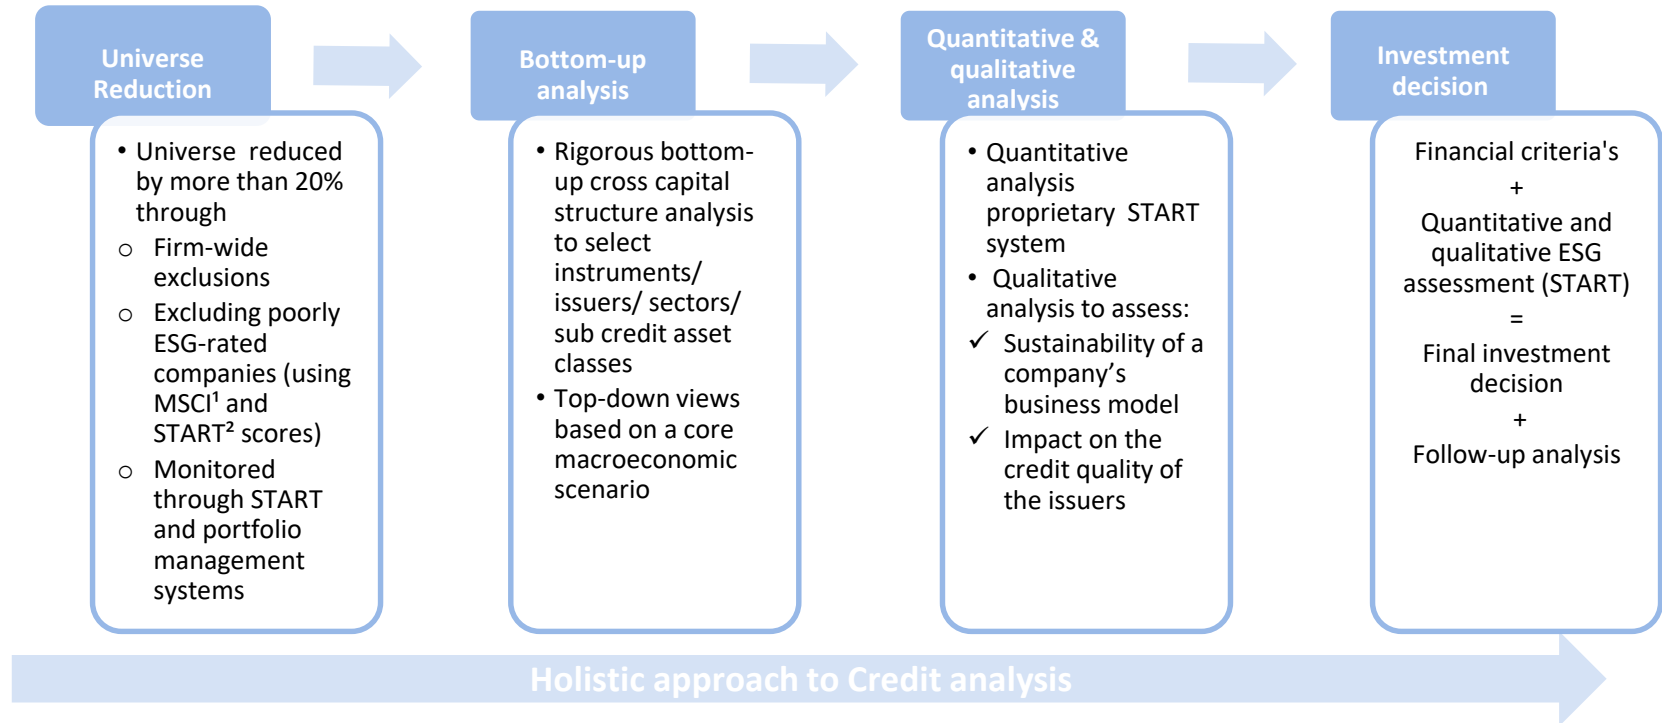 Universe
Reduction
• Universe reduced
by more than 20%
through
o Firm-wide
exclusions
o Excluding poorly
ESG-rated
companies (using
MSCI¹ and
START² scores)
o Monitored
through START
and portfolio
management
systems
Bottom-up
analysis
• Rigorous bottom-
up cross capital
structure analysis
to select
instruments/
issuers/ sectors/
sub credit asset
classes
• Top-down views
based on a core
macroeconomic
scenario
Quantitative &
qualitative
analysis
• Quantitative
analysis
proprietary START
system
• Qualitative
analysis to assess:
✓ Sustainability of a
company's
business model
✓ Impact on the
credit quality of
the issuers
Investment
decision
Financial criteria's
+
Quantitative and
qualitative ESG
assessment (START)
=
Final investment
decision
+
Follow-up analysis
Holistic approach to Credit analysis